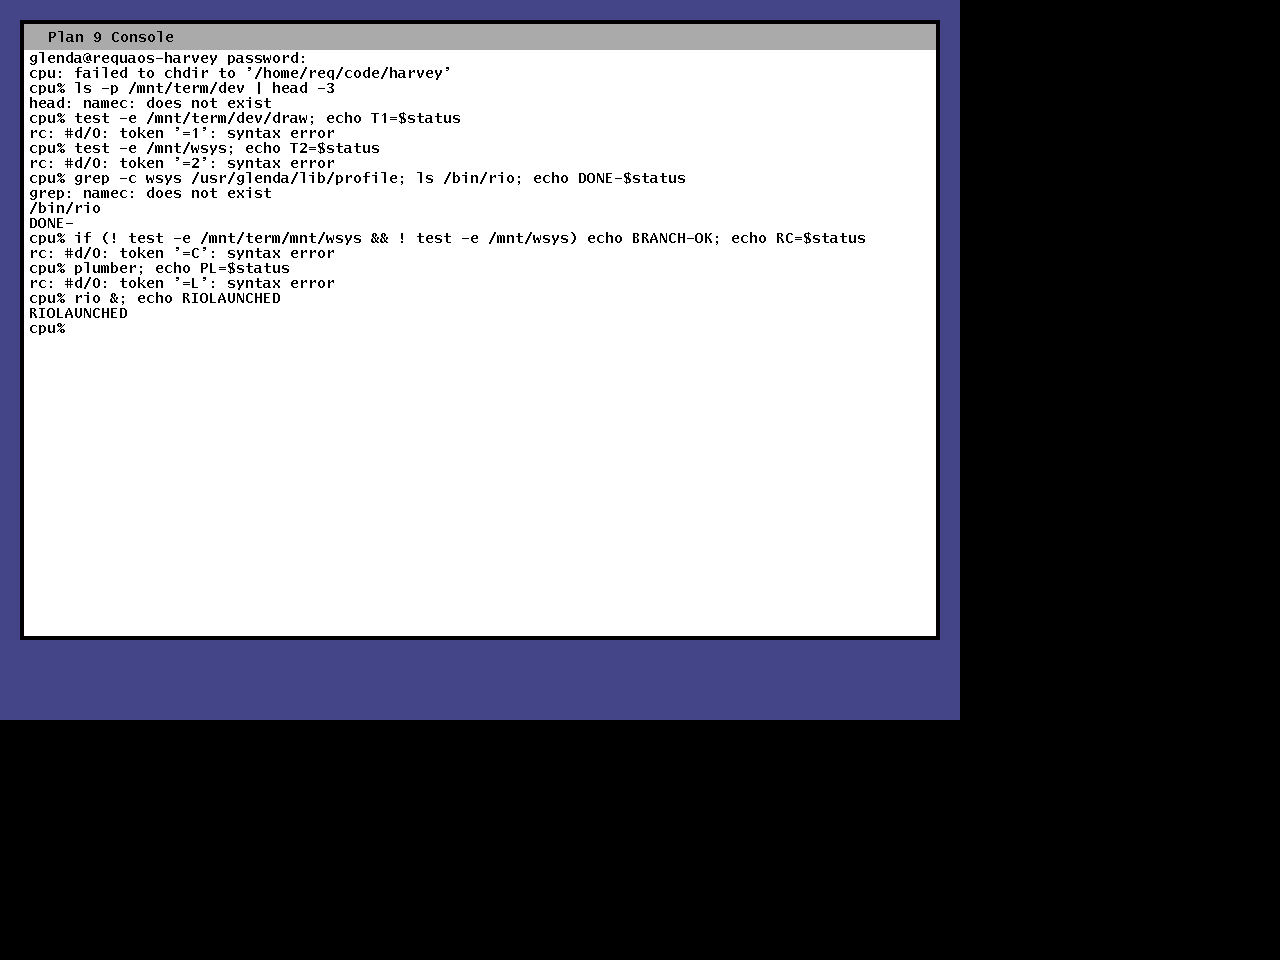 Plan 9 Console
glenda@requaos-harvey password:
cpu: failed to chdir to '/home/req/code/harvey'
cpu% ls -p /mnt/term/dev | head -3
head: namec: does not exist
cpu% test -e /mnt/term/dev/draw; echo T1=$status
rc: #d/0: token '=1': syntax error
cpu% test -e /mnt/wsys; echo T2=$status
rc: #d/0: token '=2': syntax error
cpu% grep -c wsys /usr/glenda/lib/profile; ls /bin/rio; echo DONE-$status
grep: namec: does not exist
/bin/rio
DONE-
cpu% if (! test -e /mnt/term/mnt/wsys && ! test -e /mnt/wsys) echo BRANCH-OK; echo RC=$status
rc: #d/0: token '=C': syntax error
cpu% plumber; echo PL=$status
rc: #d/0: token '=L': syntax error
cpu% rio &; echo RIOLAUNCHED
RIOLAUNCHED
cpu%